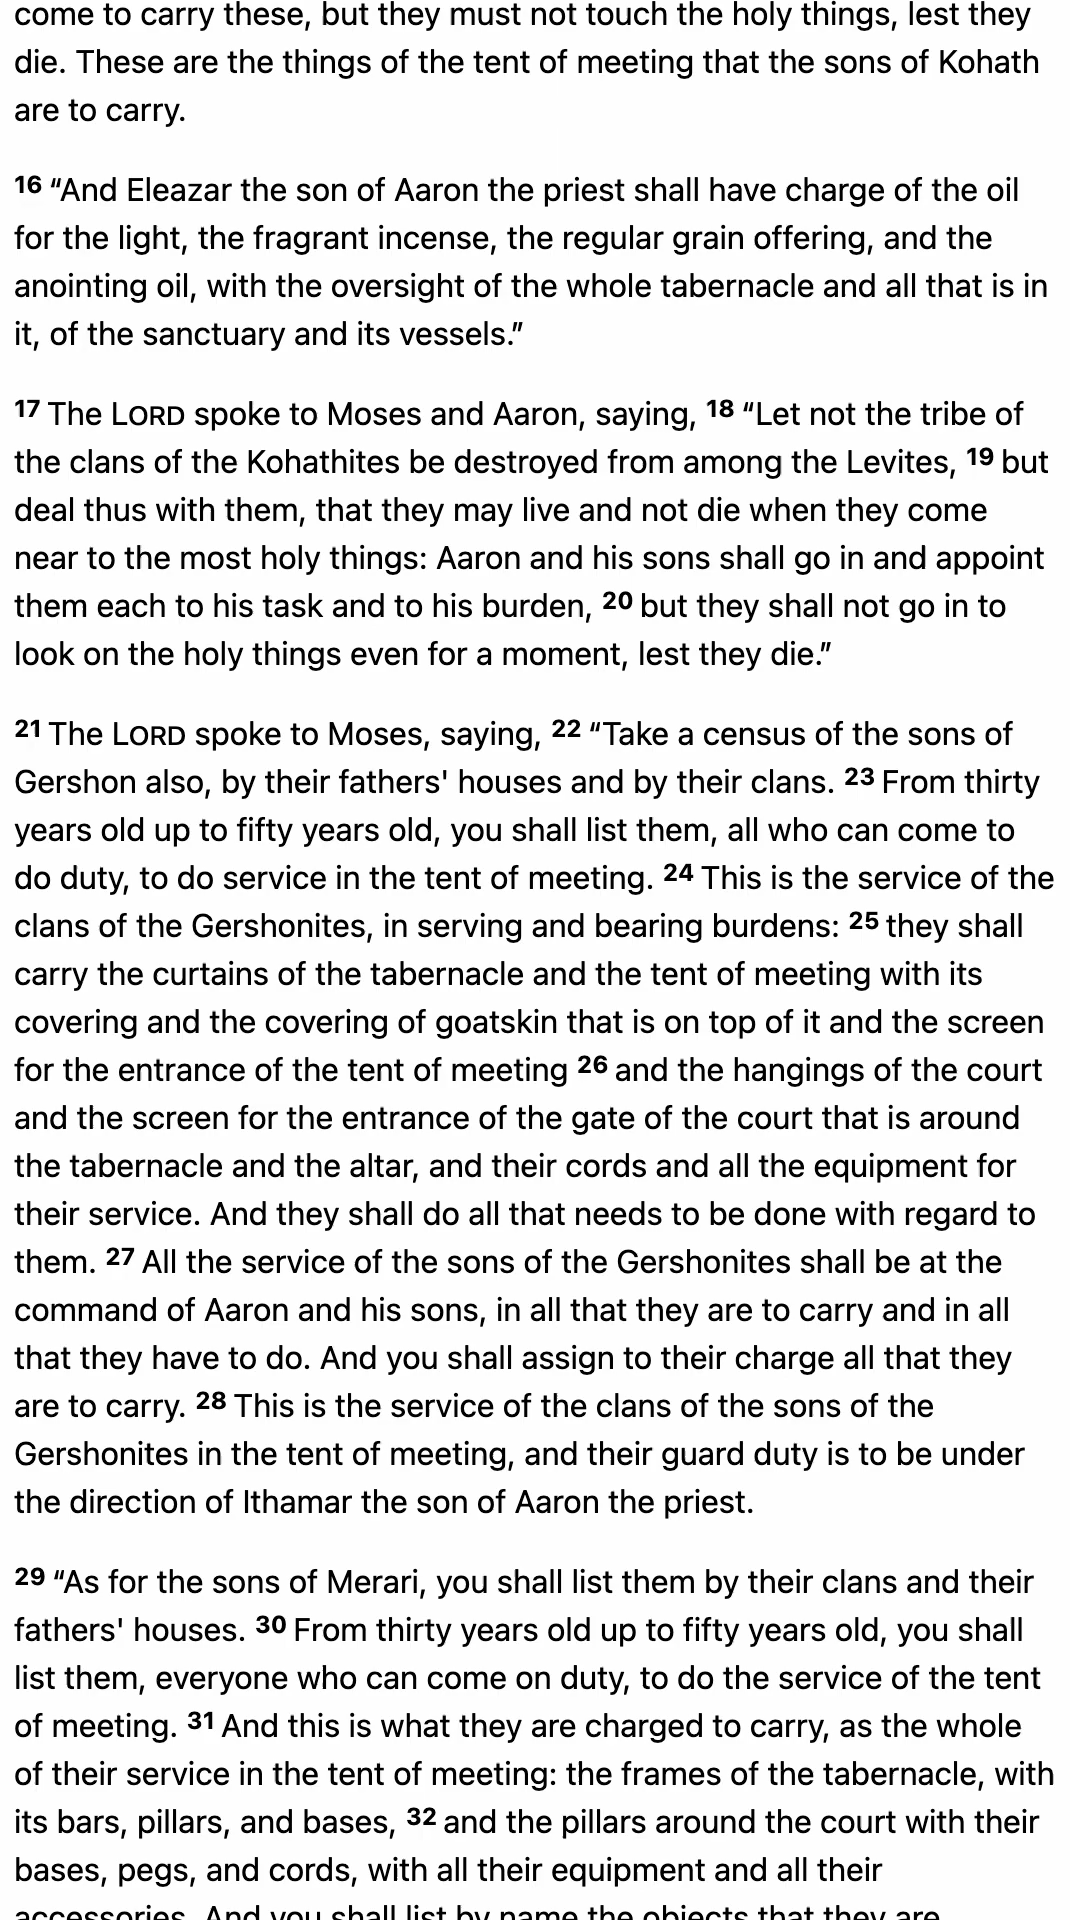 come to carry these, but they must not touch the holy things, lest they
die. These are the things of the tent of meeting that the sons of Kohath
are to carry.
16 “And Eleazar the son of Aaron the priest shall have charge of the oil
for the light, the fragrant incense, the regular grain offering, and the
anointing oil, with the oversight of the whole tabernacle and all that is in
it, of the sanctuary and its vessels.”
17 The LORD spoke to Moses and Aaron, saying, 18 “Let not the tribe of
the clans of the Kohathites be destroyed from among the Levites, 19 but
deal thus with them, that they may live and not die when they come
near to the most holy things: Aaron and his sons shall go in and appoint
them each to his task and to his burden, 20 but they shall not go in to
look on the holy things even for a moment, lest they die.”
21 The LORD spoke to Moses, saying, 22 “Take a census of the sons of
Gershon also, by their fathers' houses and by their clans. 23 From thirty
years old up to fifty years old, you shall list them, all who can come to
do duty, to do service in the tent of meeting. 24 This is the service of the
clans of the Gershonites, in serving and bearing burdens: 25 they shall
carry the curtains of the tabernacle and the tent of meeting with its
covering and the covering of goatskin that is on top of it and the screen
for the entrance of the tent of meeting 26 and the hangings of the court
and the screen for the entrance of the gate of the court that is around
the tabernacle and the altar, and their cords and all the equipment for
their service. And they shall do all that needs to be done with regard to
them. 27 All the service of the sons of the Gershonites shall be at the
command of Aaron and his sons, in all that they are to carry and in all
that they have to do. And you shall assign to their charge all that they
are to carry. 28 This is the service of the clans of the sons of the
Gershonites in the tent of meeting, and their guard duty is to be under
the direction of Ithamar the son of Aaron the priest.
29 “As for the sons of Merari, you shall list them by their clans and their
fathers' houses. 30 From thirty years old up to fifty years old, you shall
list them, everyone who can come on duty, to do the service of the tent
of meeting. 31 And this is what they are charged to carry, as the whole
of their service in the tent of meeting: the frames of the tabernacle, with
its bars, pillars, and bases, 32 and the pillars around the court with their
bases, pegs, and cords, with all their equipment and all their
accessories. And you shall list by name the objects that they are